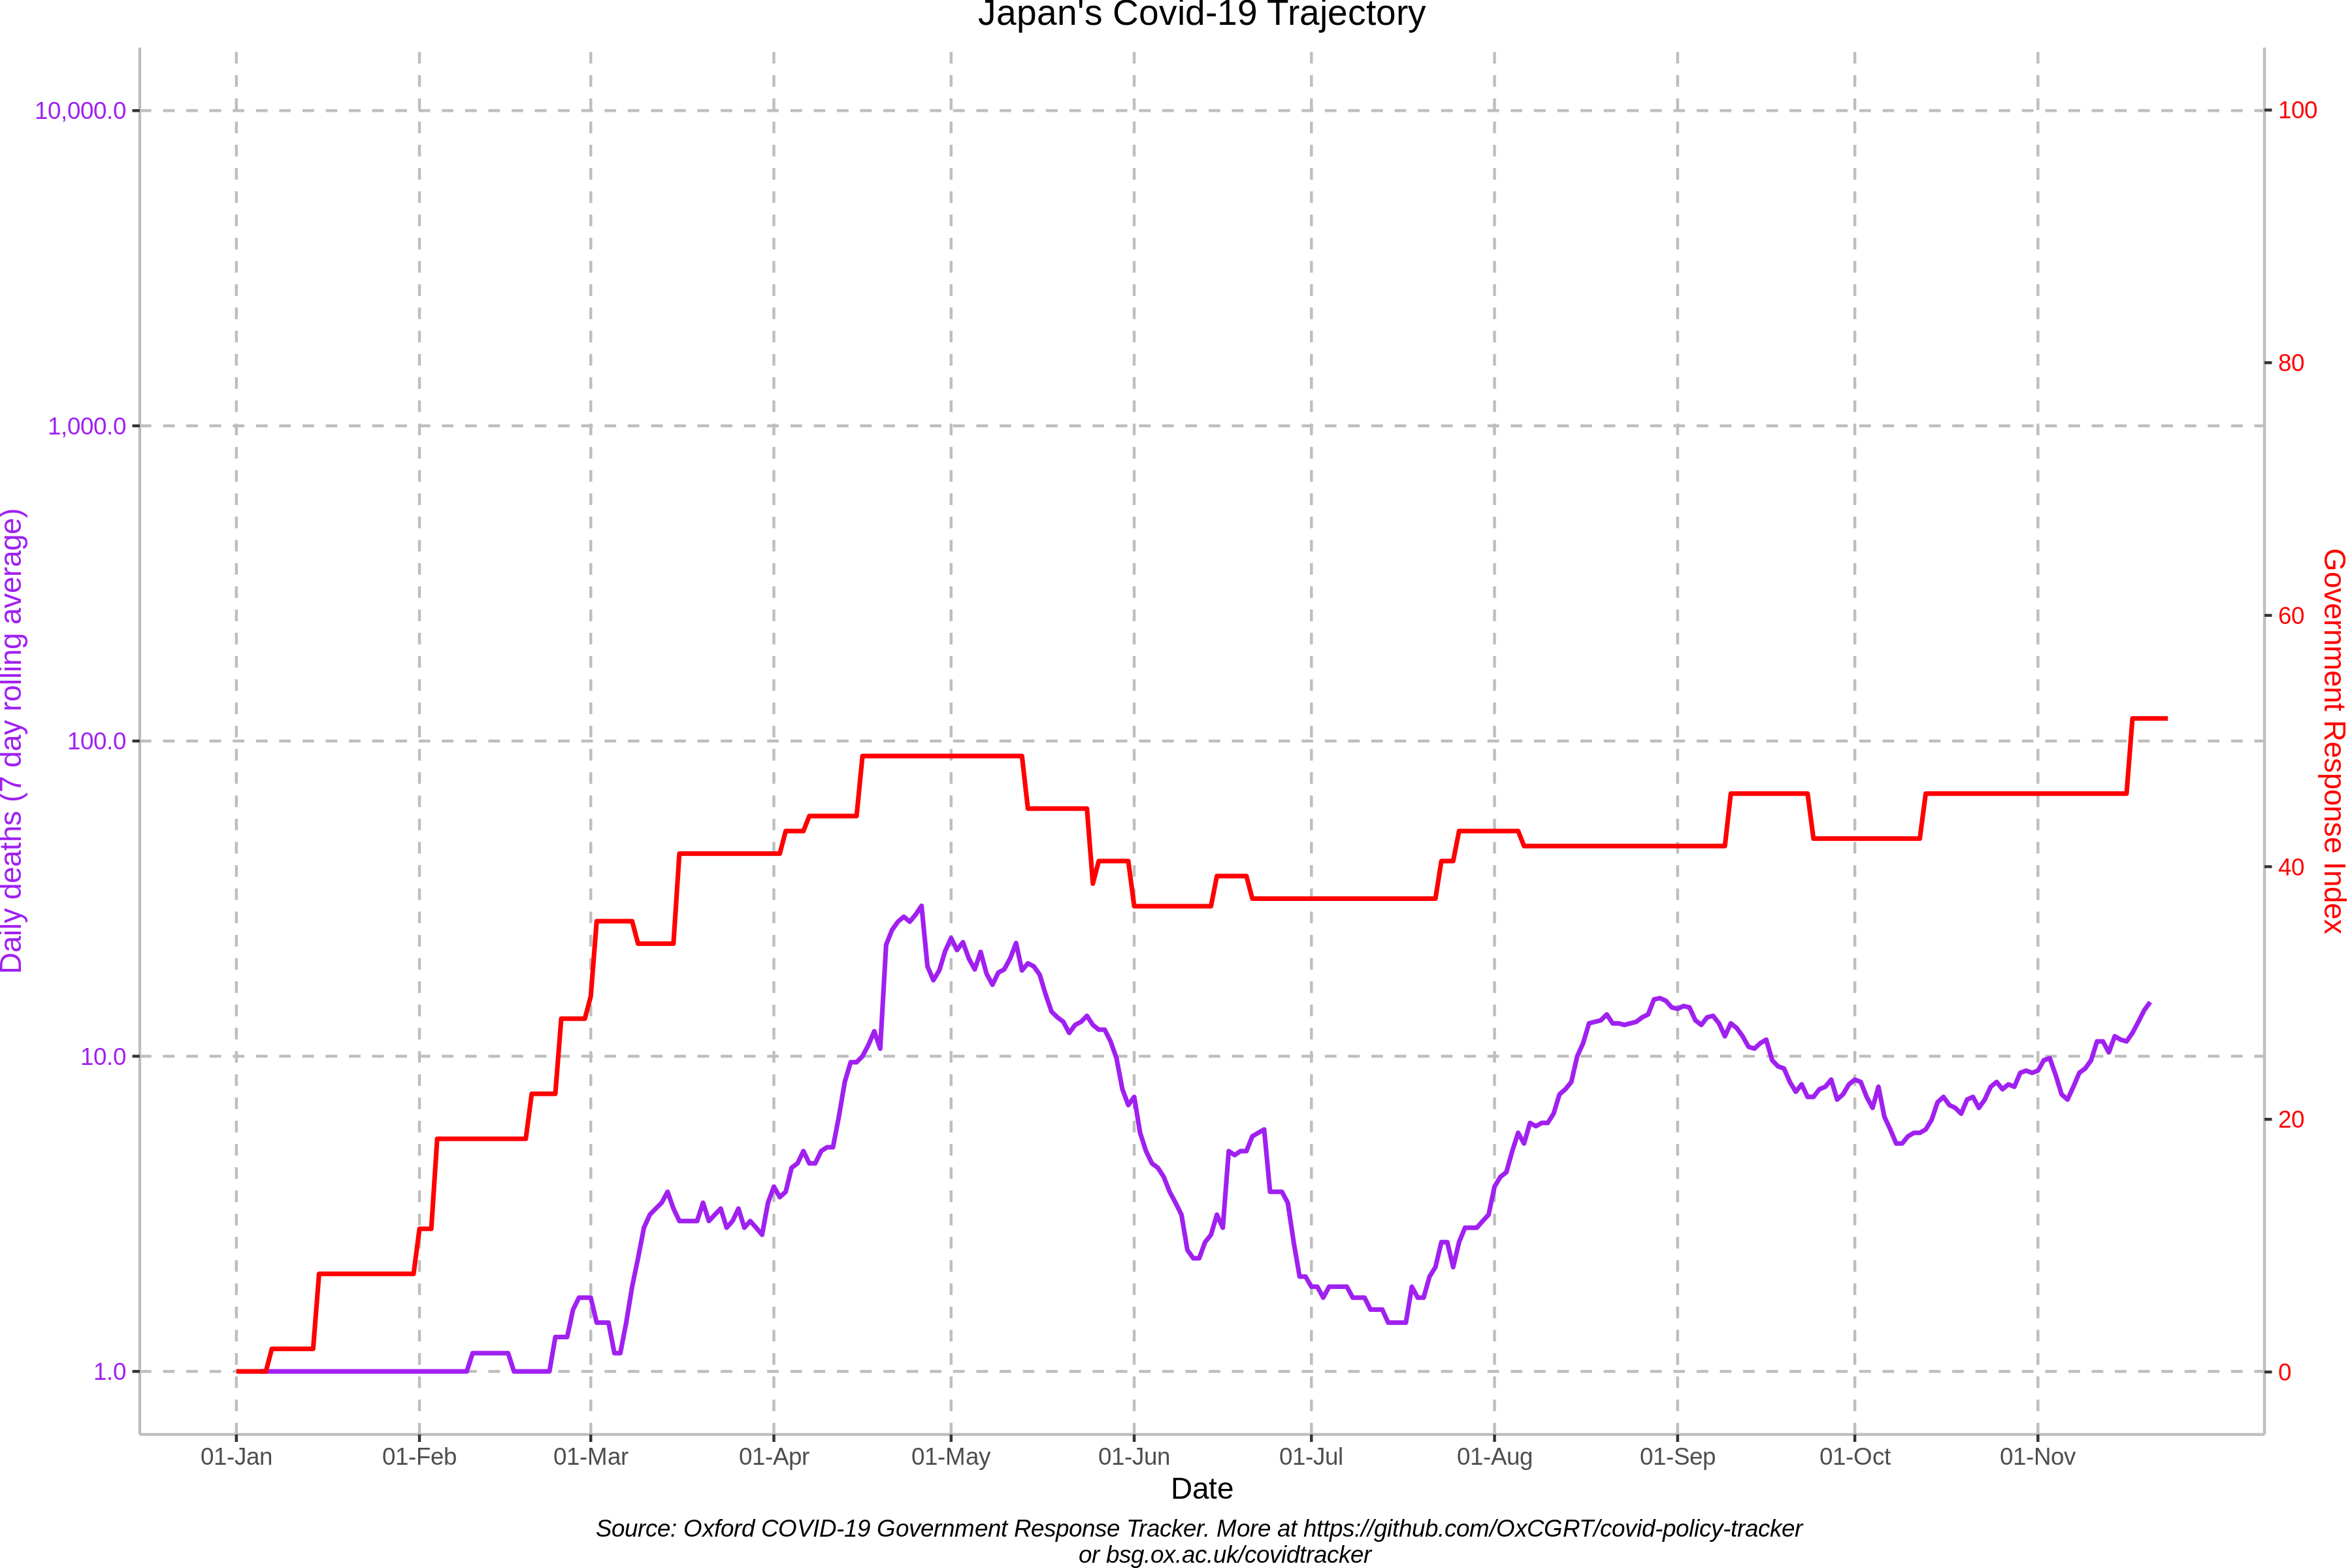 Japan's Covid-19 Trajectory
10,000.0
1,000.0
100.0
10.0
1.0
Daily deaths (7 day rolling average)
100
80
60
40
20
0
Government Response Index
01-Jan
01-Feb
01-Mar
01-Apr
01-May
01-Jun
01-Jul
01-Aug
01-Sep
01-Oct
01-Nov
Date
Source: Oxford COVID-19 Government Response Tracker. More at https://github.com/OxCGRT/covid-policy-tracker
or bsg.ox.ac.uk/covidtracker